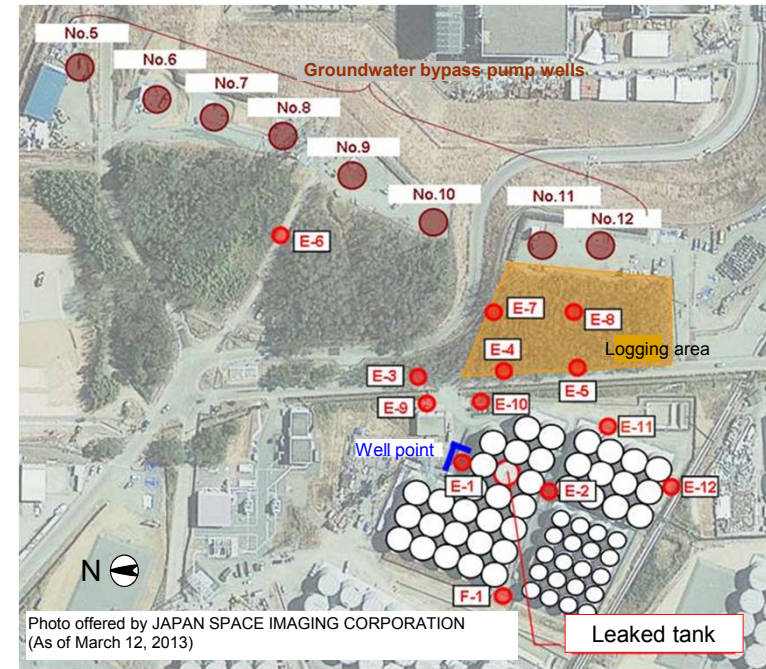 No.5
No.6
No.7
Groundwater bypass pump wells
No.8
No.9
No.10
No.11
No.12
E-6
E-7
E-8
Logging area
E-4
E-5
E-3
E-9
E-10
E-11
Well point
E-1
E-2
E-12
N
F-1
Photo offered by JAPAN SPACE IMAGING CORPORATION
(As of March 12, 2013)
Leaked tank